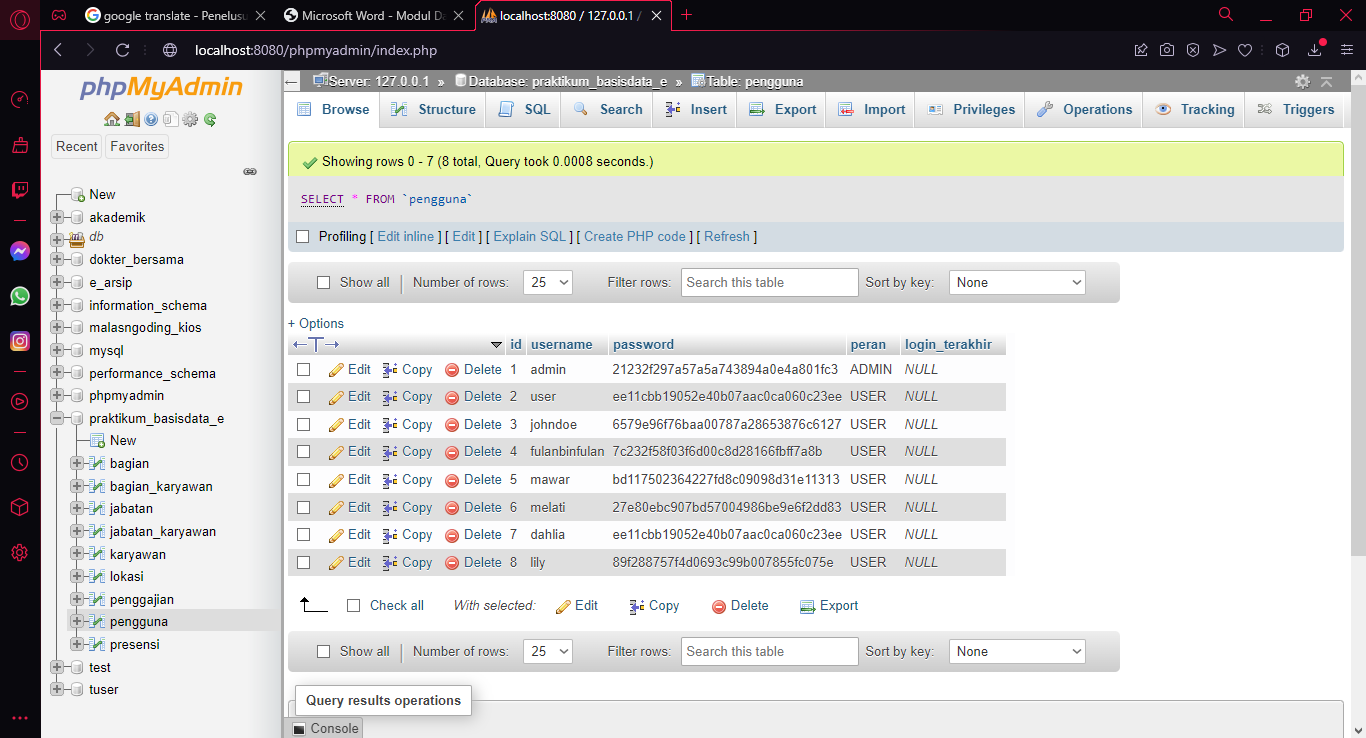 google translate - Penelusu
Microsoft Word - Modul Da
localhost:8080 / 127.0.0.1 /
localhost:8080/phpmyadmin/index.php
phpMyAdmin
Recent
Favorites
New
akademik
db
dokter_bersama
e_arsip
information_schema
malasngoding_kios
mysql
performance_schema
phpmyadmin
praktikum_basisdata_e
New
bagian
bagian_karyawan
jabatan
jabatan_karyawan
karyawan
lokasi
penggajian
pengguna
presensi
test
tuser
Server: 127.0.0.1 » Database: praktikum_basisdata_e » Table: pengguna
Browse Structure SQL Search Insert Export Import Privileges Operations Tracking Triggers
Showing rows 0 - 7 (8 total, Query took 0.0008 seconds.)
SELECT * FROM `pengguna`
Profiling [ Edit inline ] [ Edit ] [ Explain SQL ] [ Create PHP code ] [ Refresh ]
Show all | Number of rows: 25 Filter rows: Search this table Sort by key: None
+ Options
←T→ id username password peran login_terakhir
Edit Copy Delete 1 admin 21232f297a57a5a743894a0e4a801fc3 ADMIN NULL
Edit Copy Delete 2 user ee11cbb19052e40b07aac0ca060c23ee USER NULL
Edit Copy Delete 3 johndoe 6579e96f76baa00787a28653876c6127 USER NULL
Edit Copy Delete 4 fulanbinfulan 7c232f58f03f6d00c8d28166fbff7a8b USER NULL
Edit Copy Delete 5 mawar bd117502364227fd8c09098d31e11313 USER NULL
Edit Copy Delete 6 melati 27e80ebc907bd57004986be9e6f2dd83 USER NULL
Edit Copy Delete 7 dahlia ee11cbb19052e40b07aac0ca060c23ee USER NULL
Edit Copy Delete 8 lily 89f288757f4d0693c99b007855fc075e USER NULL
Check all With selected: Edit Copy Delete Export
Show all | Number of rows: 25 Filter rows: Search this table Sort by key: None
Query results operations
Console